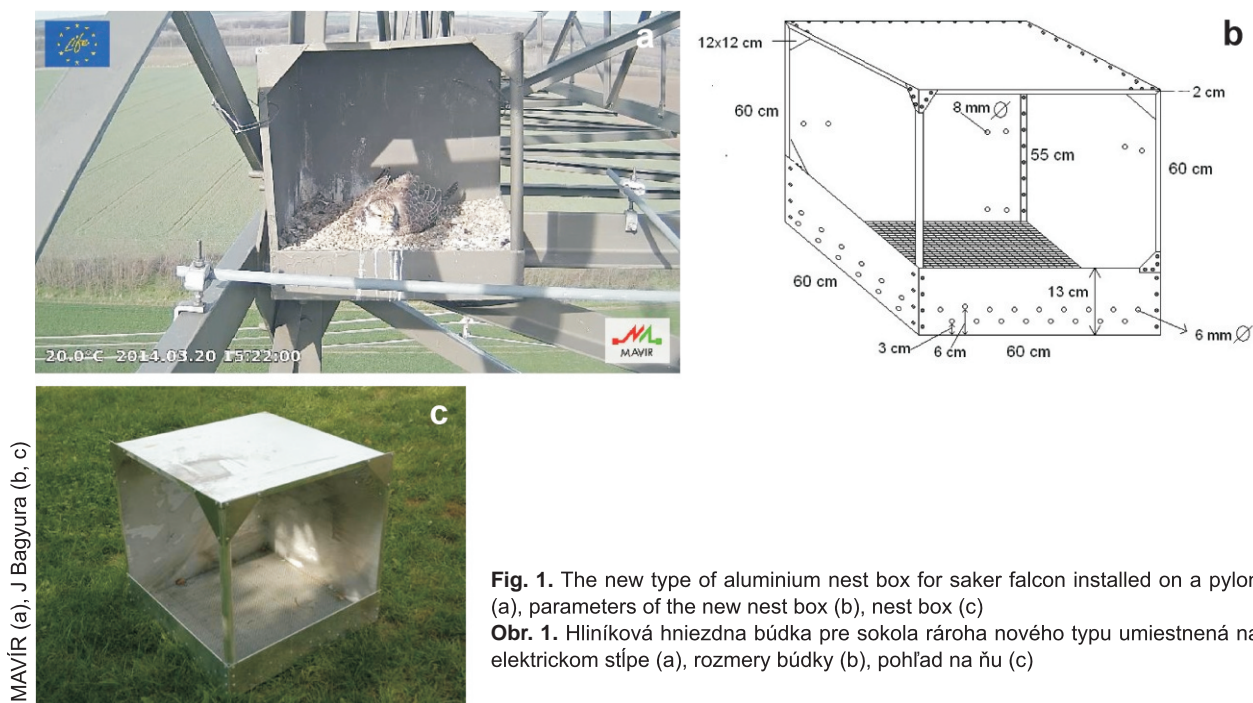 Life
a
20.0°C 2014.03.20 15:22:00
MAVIR
b
12x12 cm
2 cm
8 mm Ø
60 cm
55 cm
60 cm
60 cm
13 cm
3 cm
6 cm
60 cm
6 mm Ø
c
MAVÍR (a), J Bagyura (b, c)
Fig. 1. The new type of aluminium nest box for saker falcon installed on a pylon
(a), parameters of the new nest box (b), nest box (c)
Obr. 1. Hliníková hniezdna búdka pre sokola rároha nového typu umiestnená na
elektrickom stĺpe (a), rozmery búdky (b), pohľad na ňu (c)